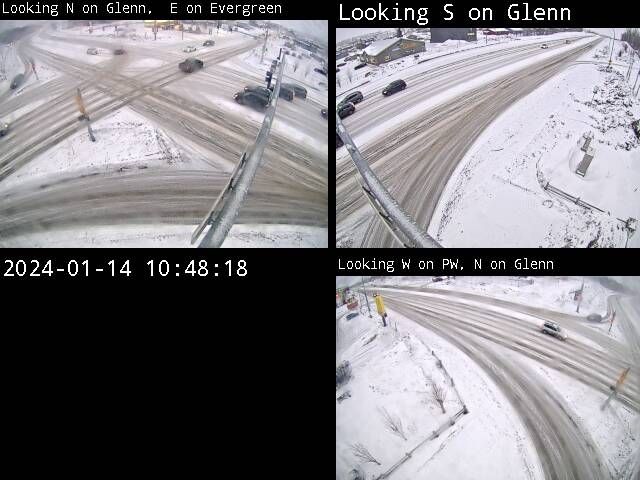 Looking N on Glenn, E on Evergreen
Looking S on Glenn
2024-01-14 10:48:18
Looking W on PW, N on Glenn